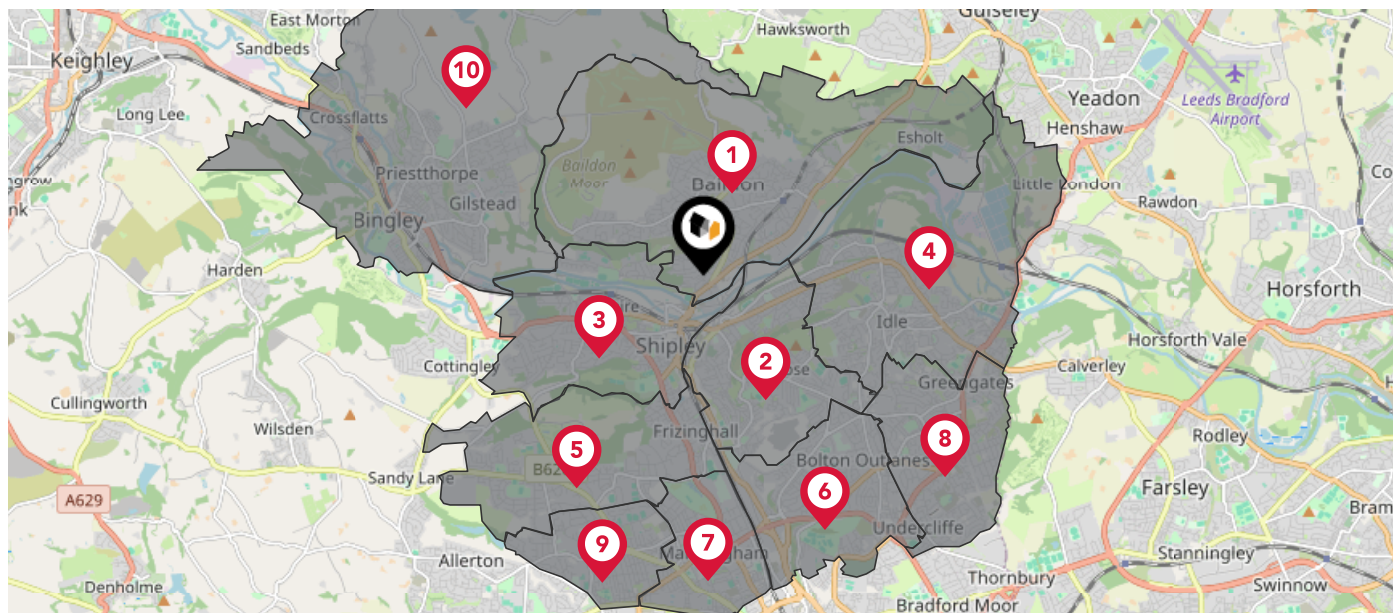 East Morton
Guiseley
Hawksworth
Sandbeds
Keighley
10
Yeadon
Leeds Bradford
Airport
Long Lee
Crossflatts
Henshaw
Esholt
1
Baildon
Moor
Baildon
Priestthorpe
Little London
Gilstead
Rawdon
Bingley
4
Harden
Horsforth
3
Idle
Shipley
Horsforth Vale
2
Cottingley
Calverley
Greengates
Cullingworth
Wilsden
Frizinghall
5
8
Rodley
Bolton Outlanes
Sandy Lane
6
Farsley
A629
Undercliffe
9
7
Manningham
Stanningley
Allerton
Thornbury
Denholme
Swinnow
Bradford Moor